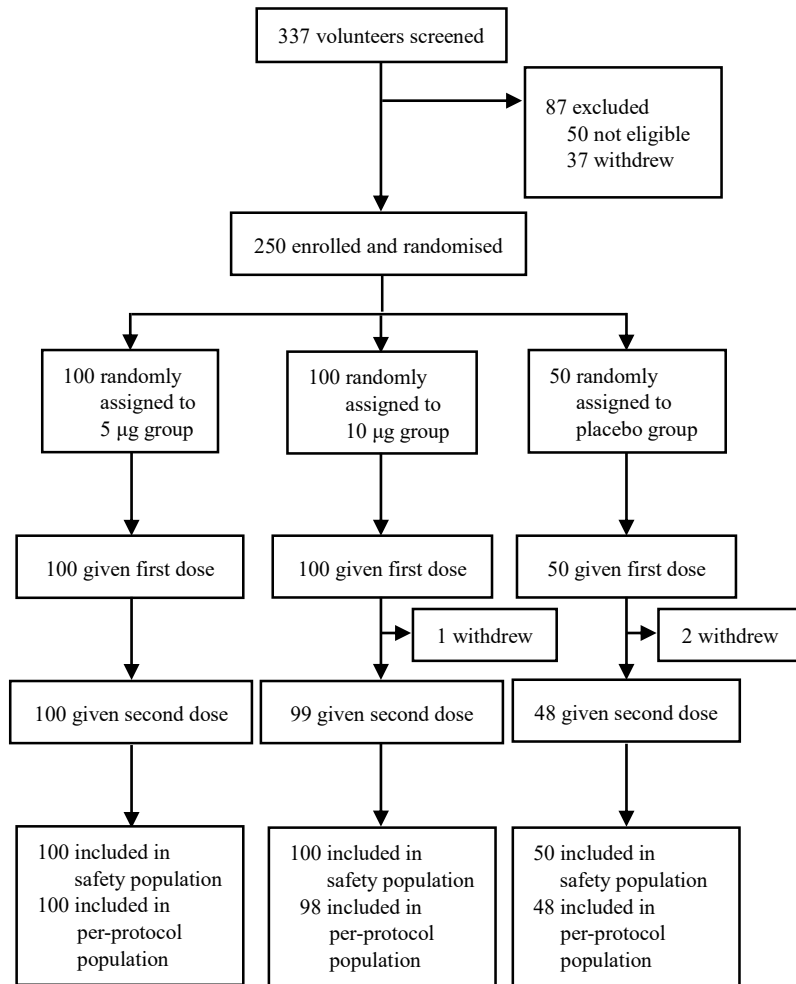 337 volunteers screened
87 excluded
50 not eligible
37 withdrew
250 enrolled and randomised
100 randomly
assigned to
5 μg group
100 randomly
assigned to
10 μg group
50 randomly
assigned to
placebo group
100 given first dose
100 given first dose
50 given first dose
1 withdrew
2 withdrew
100 given second dose
99 given second dose
48 given second dose
100 included in
safety population
100 included in
per-protocol
population
100 included in
safety population
98 included in
per-protocol
population
50 included in
safety population
48 included in
per-protocol
population